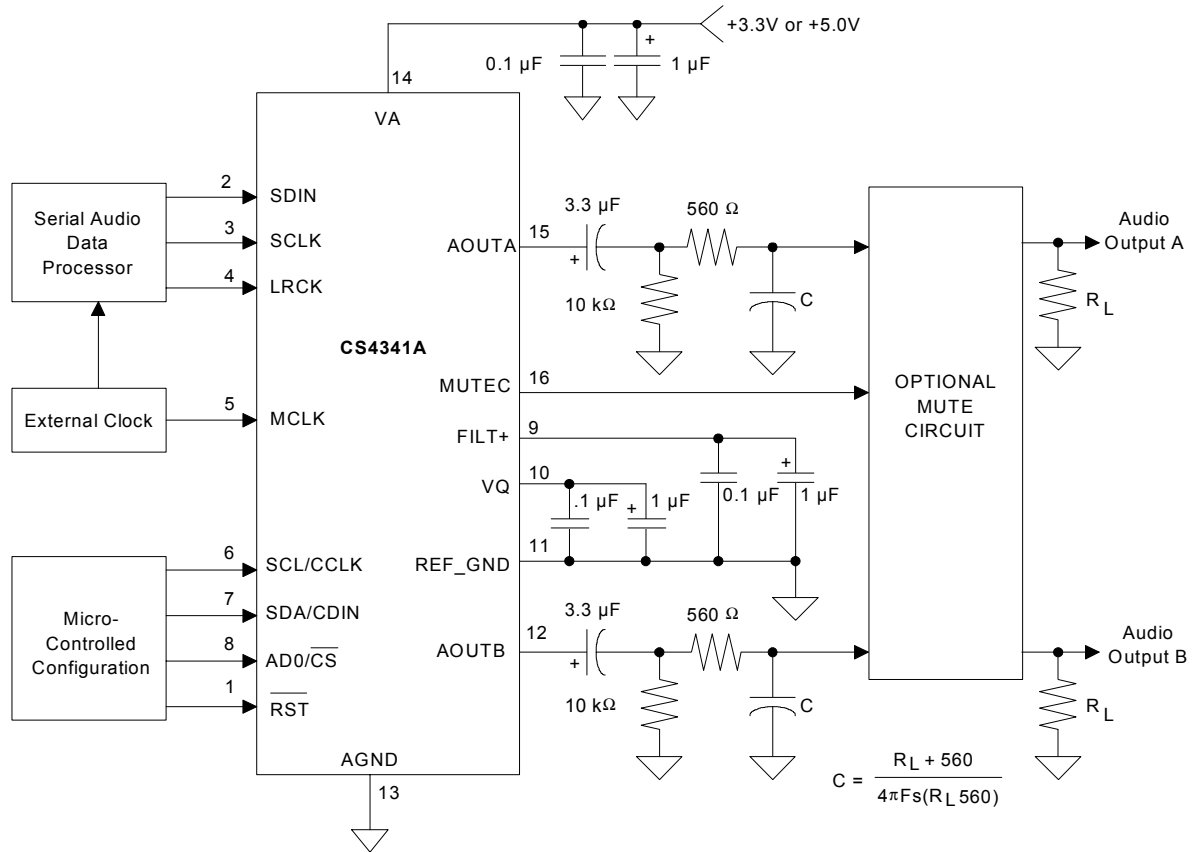 +3.3V or +5.0V
0.1 µF
+
1 µF
14
VA
Serial Audio
Data
Processor
2
SDIN
3
SCLK
4
LRCK
External Clock
5
MCLK
CS4341A
Micro-
Controlled
Configuration
6
SCL/CCLK
7
SDA/CDIN
8
AD0/CS
1
RST
AGND
13
AOUTA
15
3.3 µF
+
10 kΩ
560 Ω
C
MUTEC
16
FILT+
9
VQ
10
.1 µF
+
1 µF
0.1 µF
+
1 µF
REF_GND
11
AOUTB
12
3.3 µF
+
10 kΩ
560 Ω
C
OPTIONAL
MUTE
CIRCUIT
Audio
Output A
RL
Audio
Output B
RL
C = RL + 560
4πFs(RL 560)